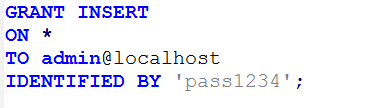 GRANT INSERT
ON *
TO admin@localhost
IDENTIFIED BY 'pass1234';